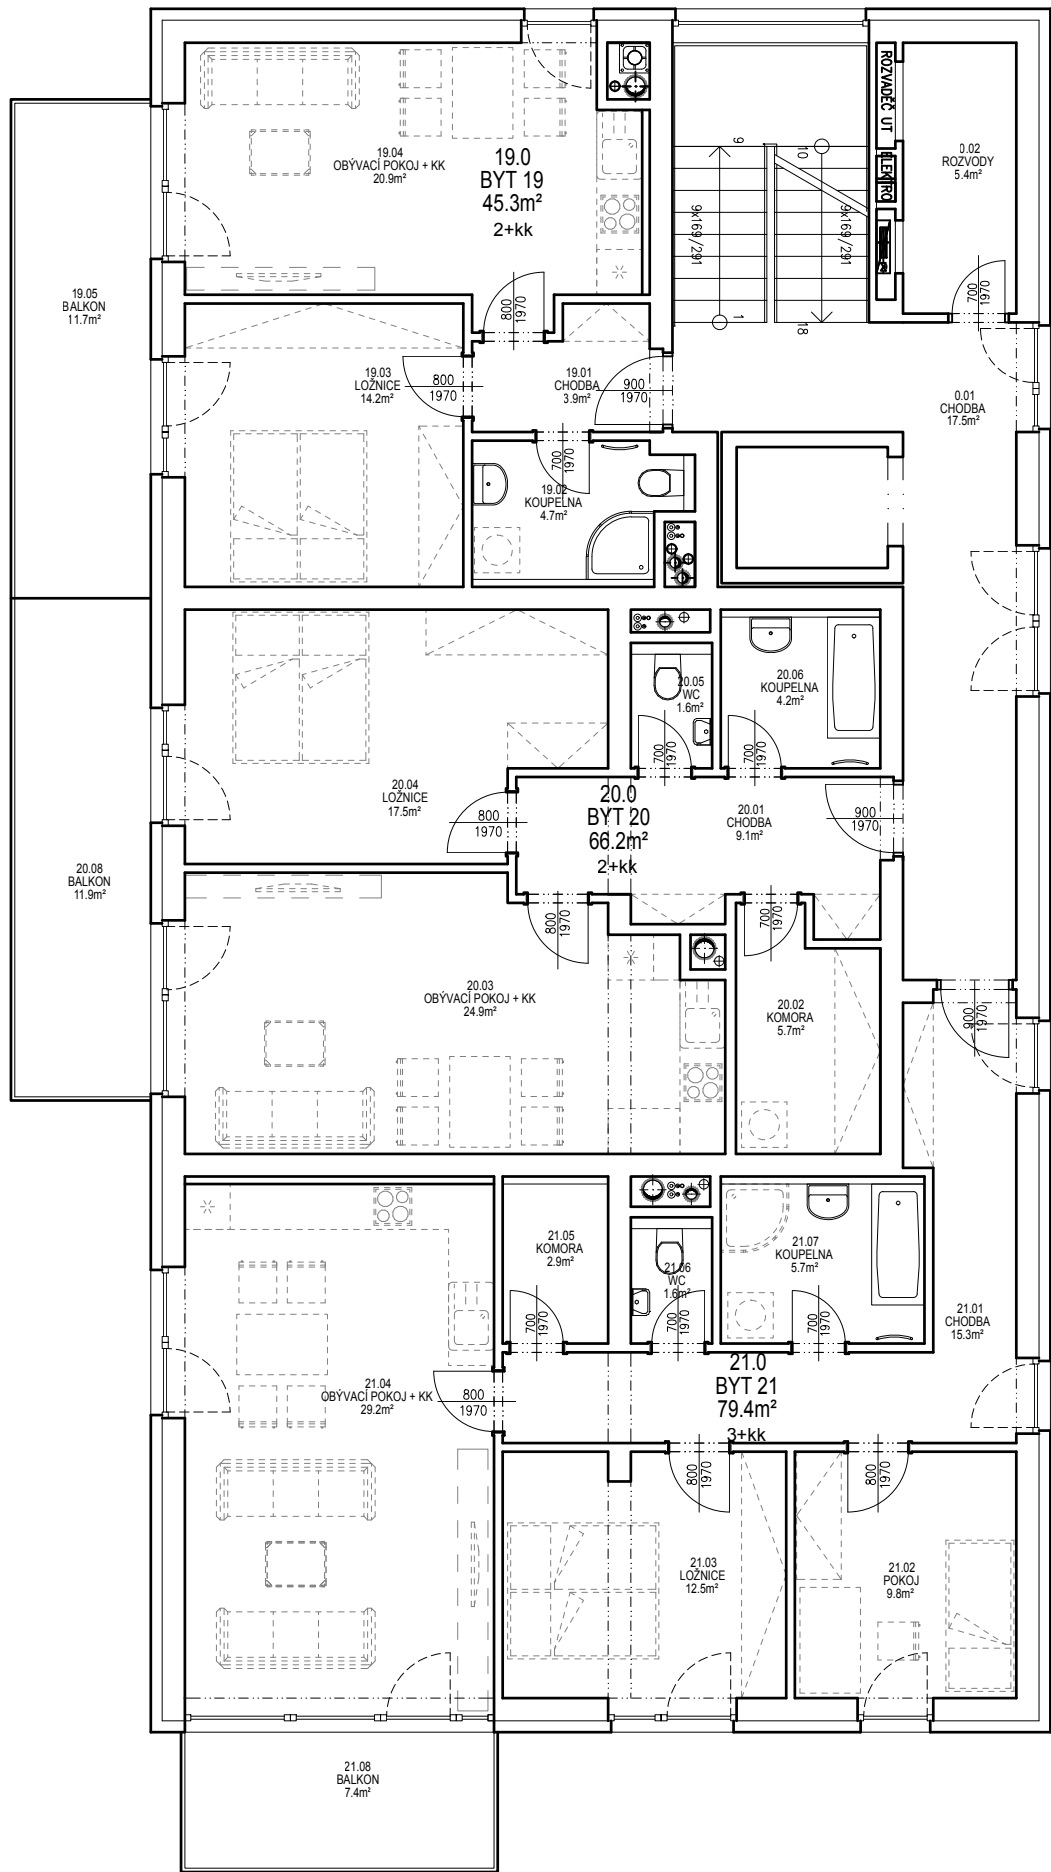 19.04
OBÝVACÍ POKOJ + KK
20.9m²
19.0
BYT 19
45.3m²
2+kk
ROZVADĚČ UT
ELEKTRO
0.02
ROZVODY
5.4m²
9
10
9x169/291
9x169/291
1
18
700
1970
19.05
BALKON
11.7m²
800
1970
19.03
LOŽNICE
14.2m²
800
1970
19.01
CHODBA
3.9m²
900
1970
0.01
CHODBA
17.5m²
700
1970
19.02
KOUPELNA
4.7m²
20.05
WC
1.6m²
20.06
KOUPELNA
4.2m²
700
1970
700
1970
20.04
LOŽNICE
17.5m²
800
1970
20.0
BYT 20
66.2m²
2+kk
20.01
CHODBA
9.1m²
900
1970
20.08
BALKON
11.9m²
800
1970
700
1970
20.03
OBÝVACÍ POKOJ + KK
24.9m²
20.02
KOMORA
5.7m²
900
1970
21.05
KOMORA
2.9m²
21.06
WC
1.6m²
21.07
KOUPELNA
5.7m²
21.01
CHODBA
15.3m²
700
1970
700
1970
700
1970
21.04
OBÝVACÍ POKOJ + KK
29.2m²
800
1970
21.0
BYT 21
79.4m²
3+kk
800
1970
800
1970
21.03
LOŽNICE
12.5m²
21.02
POKOJ
9.8m²
21.08
BALKON
7.4m²